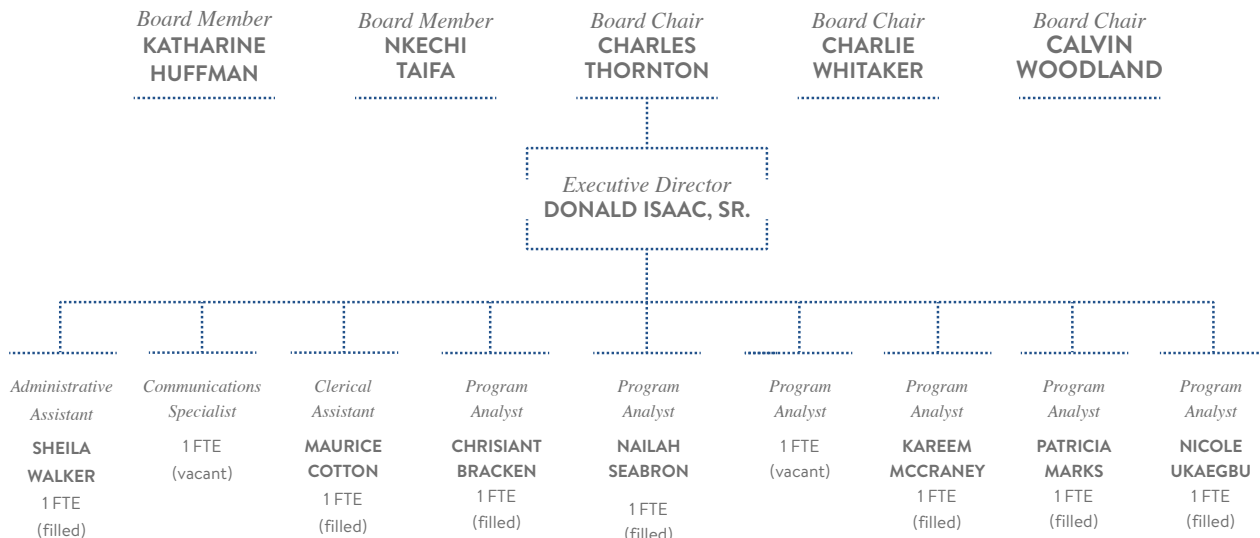 Board Member
KATHARINE
HUFFMAN
Board Member
NKECHI
TAIFA
Board Chair
CHARLES
THORNTON
Board Chair
CHARLIE
WHITAKER
Board Chair
CALVIN
WOODLAND
Executive Director
DONALD ISAAC, SR.
Administrative
Assistant
SHEILA
WALKER
1 FTE
(filled)
Communications
Specialist
1 FTE
(vacant)
Clerical
Assistant
MAURICE
COTTON
1 FTE
(filled)
Program
Analyst
CHRISIANT
BRACKEN
1 FTE
(filled)
Program
Analyst
NAILAH
SEABRON
1 FTE
(filled)
Program
Analyst
1 FTE
(vacant)
Program
Analyst
KAREEM
MCCRANEY
1 FTE
(filled)
Program
Analyst
PATRICIA
MARKS
1 FTE
(filled)
Program
Analyst
NICOLE
UKAEGBU
1 FTE
(filled)